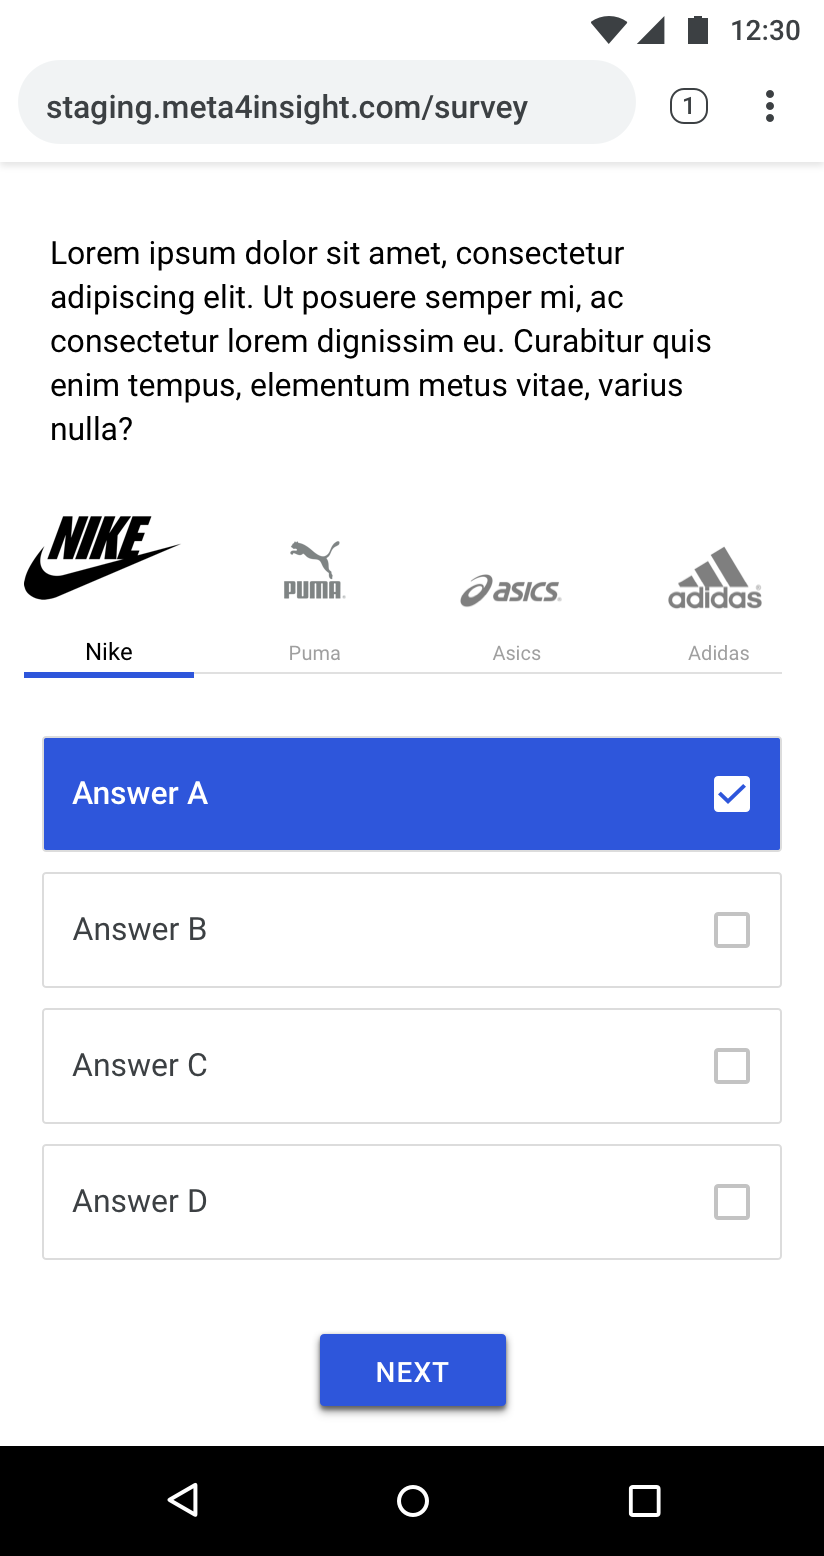 12:30
staging.meta4insight.com/survey
1
Lorem ipsum dolor sit amet, consectetur
adipiscing elit. Ut posuere semper mi, ac
consectetur lorem dignissim eu. Curabitur quis
enim tempus, elementum metus vitae, varius
nulla?
NIKE PUMA® asics® adidas®
Nike Puma Asics Adidas
Answer A
Answer B
Answer C
Answer D
NEXT